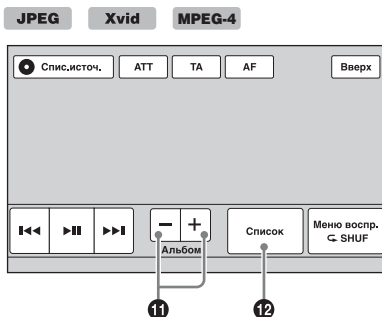 JPEG Xvid MPEG-4
Спис.источ. ATT TA AF Вверх
− + Список Меню воспр.
SHUF
Альбом
11 12